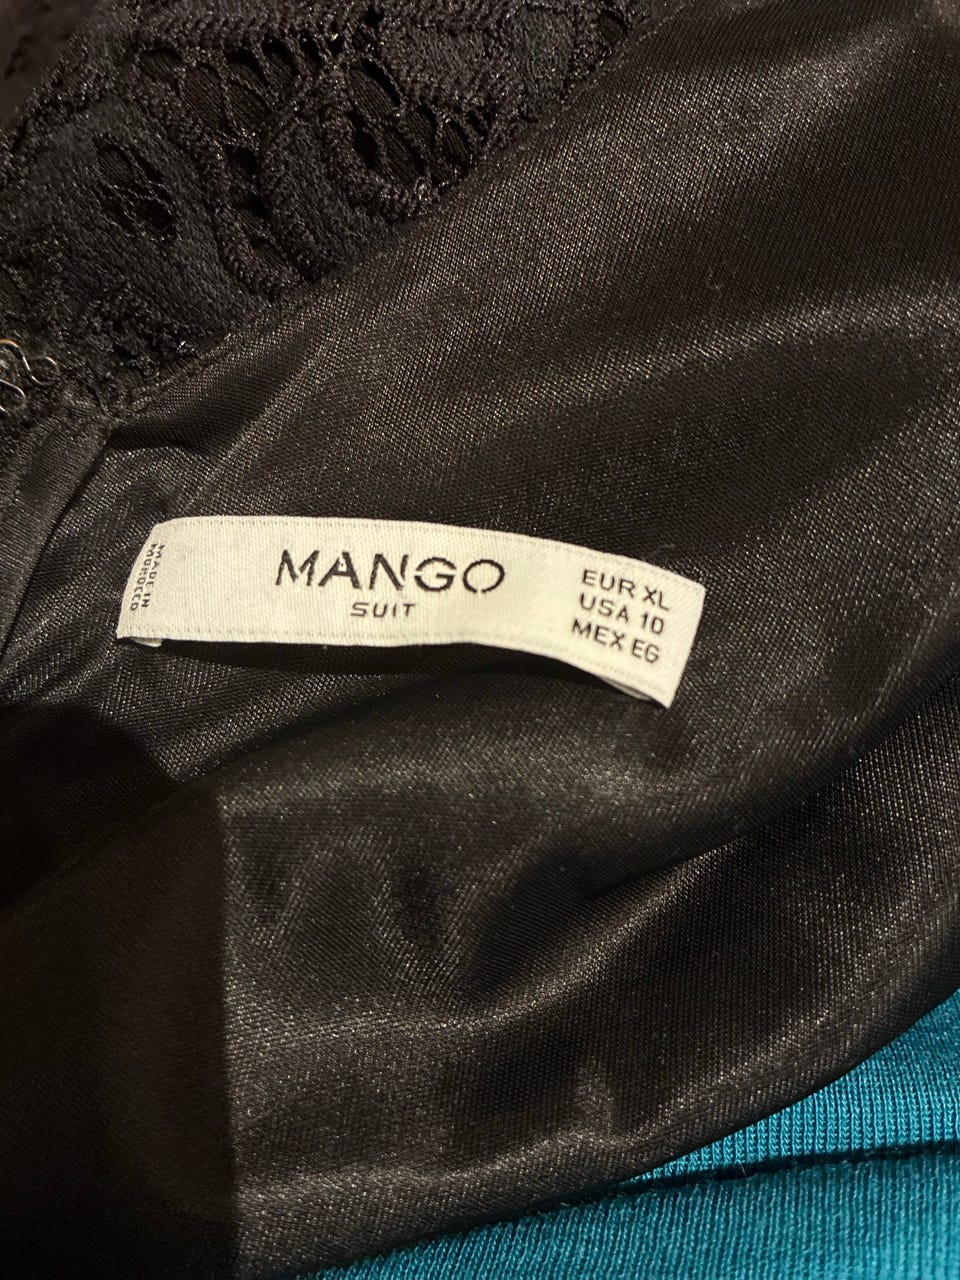 MADE IN
MOROCCO
MANGO
SUIT
EUR XL
USA 10
MEX EG